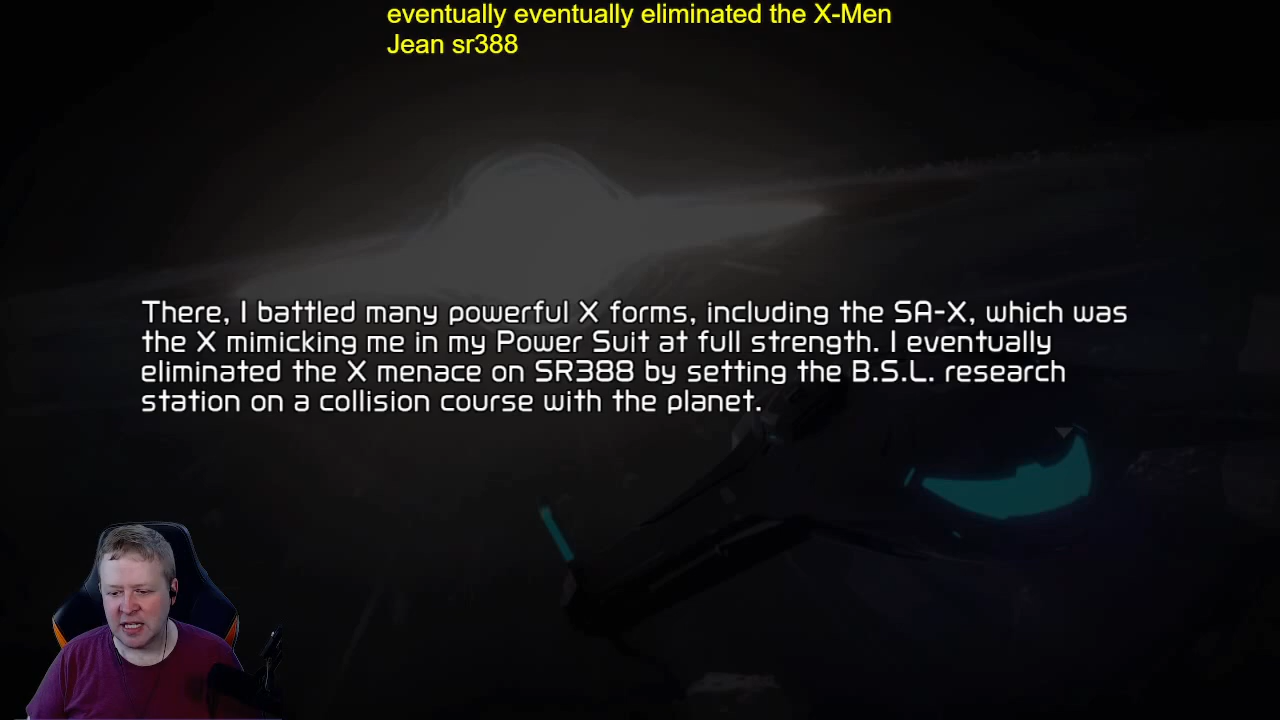 eventually eventually eliminated the X-Men
Jean sr388
There, I battled many powerful X forms, including the SA-X, which was
the X mimicking me in my Power Suit at full strength. I eventually
eliminated the X menace on SR388 by setting the B.S.L. research
station on a collision course with the planet.